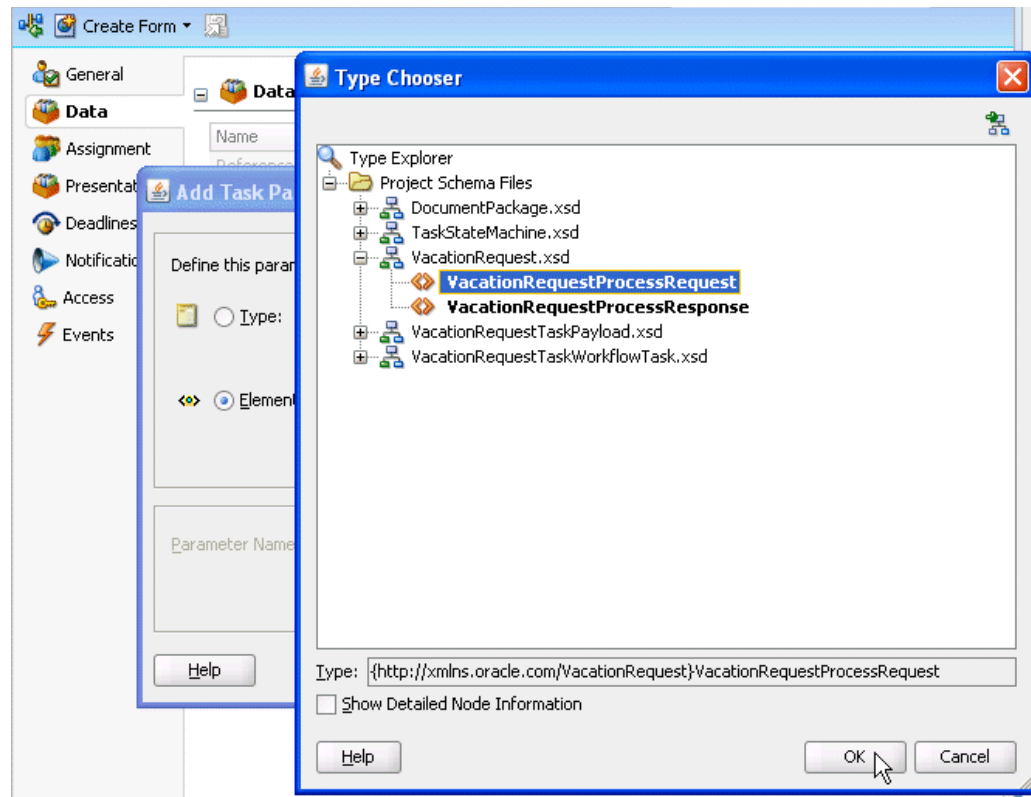 Create Form
General
Data
Assignment
Presentat
Deadlines
Notificatio
Access
Events
Data
Name
Add Task Pa
Define this parar
Type:
Element
Parameter Name
Help
Type Chooser
Type Explorer
Project Schema Files
DocumentPackage.xsd
TaskStateMachine.xsd
VacationRequest.xsd
VacationRequestProcessRequest
VacationRequestProcessResponse
VacationRequestTaskPayload.xsd
VacationRequestTaskWorkflowTask.xsd
Type: {http://xmlns.oracle.com/VacationRequest}VacationRequestProcessRequest
Show Detailed Node Information
Help
OK
Cancel